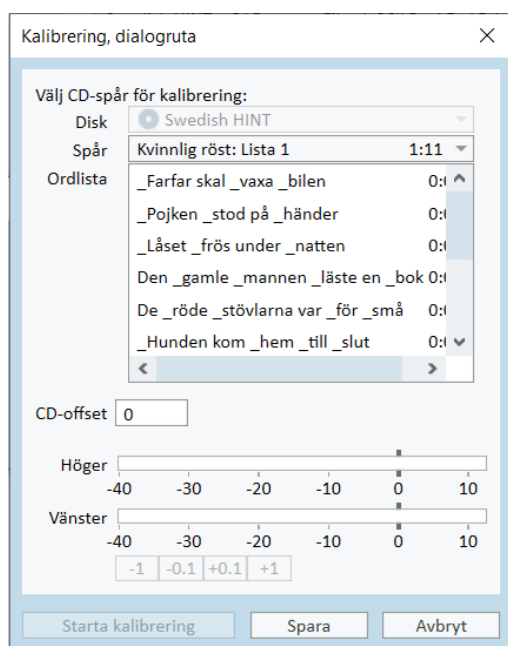 Kalibrering, dialogruta
Välj CD-spår för kalibrering:
Disk Swedish HINT
Spår Kvinnlig röst: Lista 1 1:11
Ordlista
_Farfar skal _vaxa _bilen
_Pojken _stod på _händer
_Låset _frös under _natten
Den _gamle _mannen _läste en _bok
De _röde _stövlarna var _för _små
_Hunden kom _hem _till _slut
CD-offset 0
Höger
-40 -30 -20 -10 0 10
Vänster
-40 -30 -20 -10 0 10
-1 -0.1 +0.1 +1
Starta kalibrering Spara Avbryt